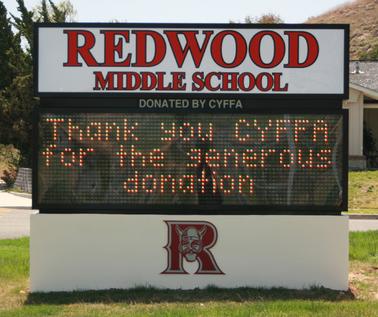 REDWOOD
MIDDLE SCHOOL
DONATED BY CYFFA
Thank you CYFFA
for the generous
donation
R